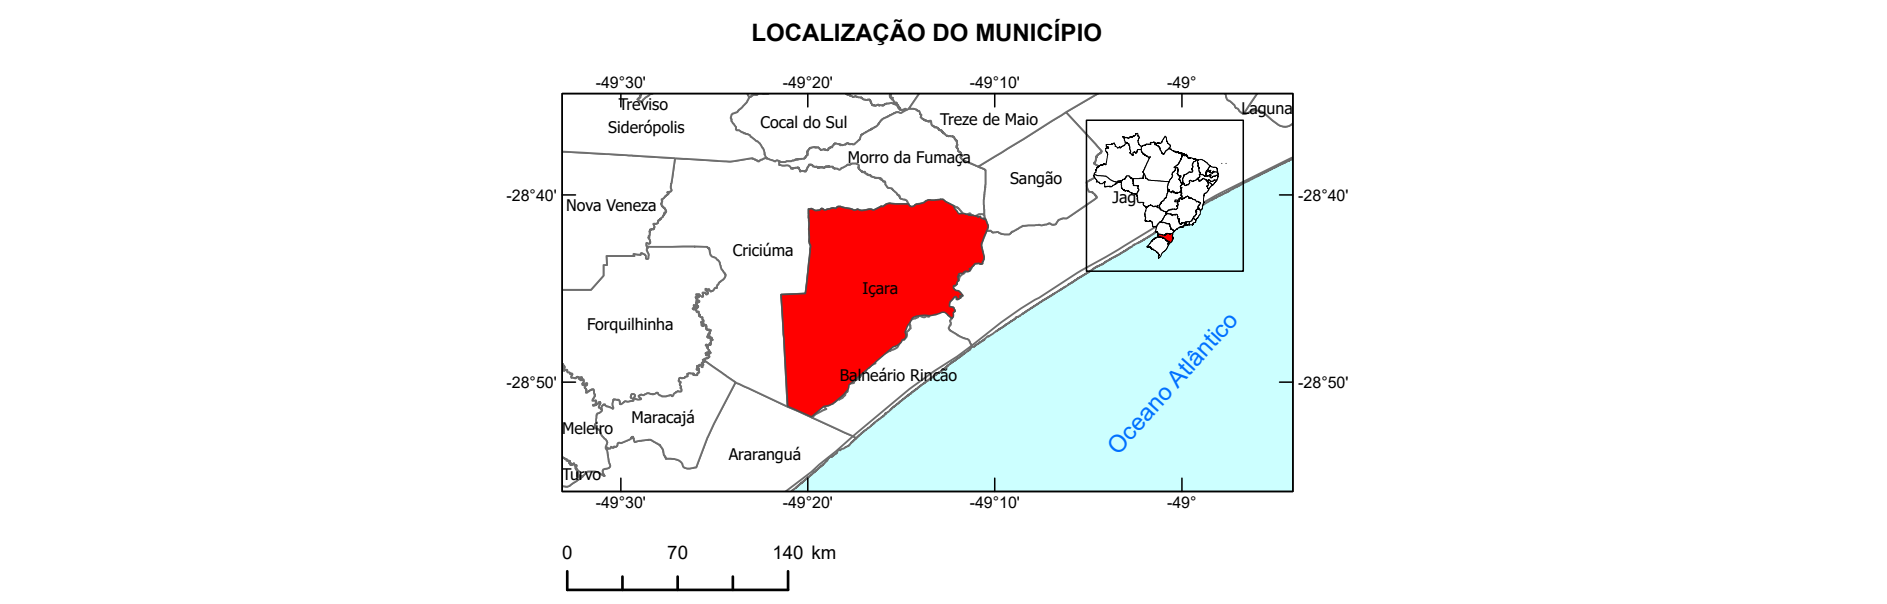 LOCALIZAÇÃO DO MUNICÍPIO
-49°30' -49°20' -49°10' -49°
Treviso
Laguna
Siderópolis
Cocal do Sul
Treze de Maio
Morro da Fumaça
Sangão
-28°40' -28°40'
Nova Veneza
Jagu
Criciúma
Içara
Forquilhinha
Oceano Atlântico
Balneário Rincão
-28°50' -28°50'
Maracajá
Meleiro
Araranguá
Turvo
-49°30' -49°20' -49°10' -49°
0 70 140 km